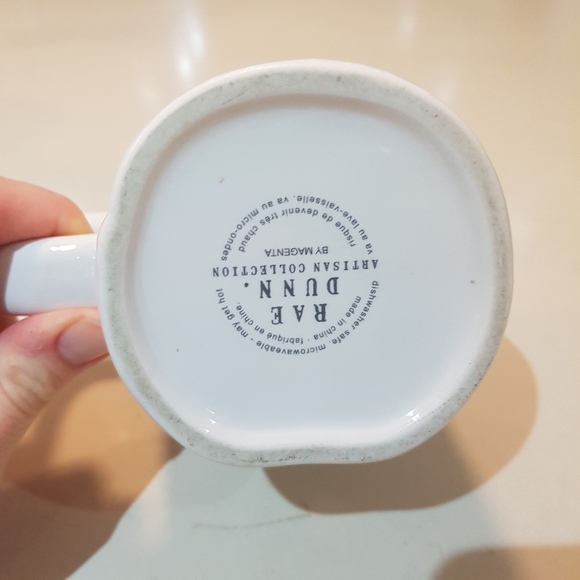 dishwasher safe. microwaveable - may get hot
made in china · fabriqué en chine.
RAE
DUNN.
ARTISAN COLLECTION
BY MAGENTA
va au lave-vaisselle. va au micro-ondes
risque de devenir trés chaud